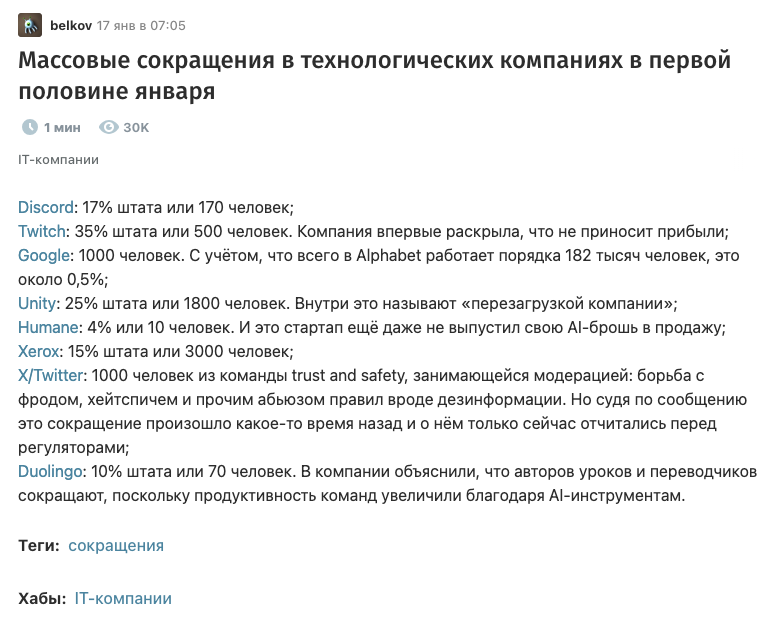 belkov 17 янв в 07:05
Массовые сокращения в технологических компаниях в первой
половине января
1 мин 30K
IT-компании
Discord: 17% штата или 170 человек;
Twitch: 35% штата или 500 человек. Компания впервые раскрыла, что не приносит прибыли;
Google: 1000 человек. С учётом, что всего в Alphabet работает порядка 182 тысяч человек, это
около 0,5%;
Unity: 25% штата или 1800 человек. Внутри это называют «перезагрузкой компании»;
Humane: 4% или 10 человек. И это стартап ещё даже не выпустил свою AI-брошь в продажу;
Xerox: 15% штата или 3000 человек;
X/Twitter: 1000 человек из команды trust and safety, занимающейся модерацией: борьба с
фродом, хейтспичем и прочим абьюзом правил вроде дезинформации. Но судя по сообщению
это сокращение произошло какое-то время назад и о нём только сейчас отчитались перед
регуляторами;
Duolingo: 10% штата или 70 человек. В компании объяснили, что авторов уроков и переводчиков
сокращают, поскольку продуктивность команд увеличили благодаря AI-инструментам.
Теги: сокращения
Хабы: IT-компании